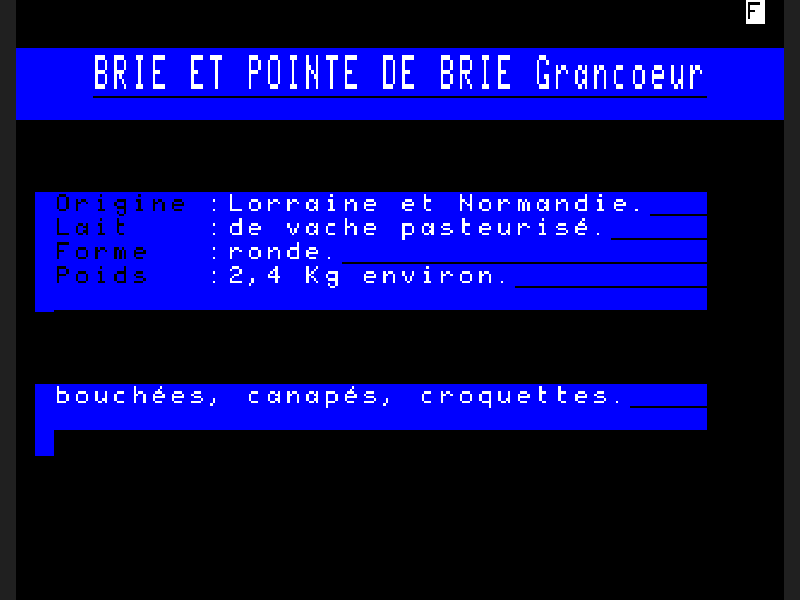 F
BRIE ET POINTE DE BRIE Grancoeur
Origine :Lorraine et Normandie.
Lait :de vache pasteurisé.
Forme :ronde.
Poids :2,4 Kg environ.
bouchées, canapés, croquettes.